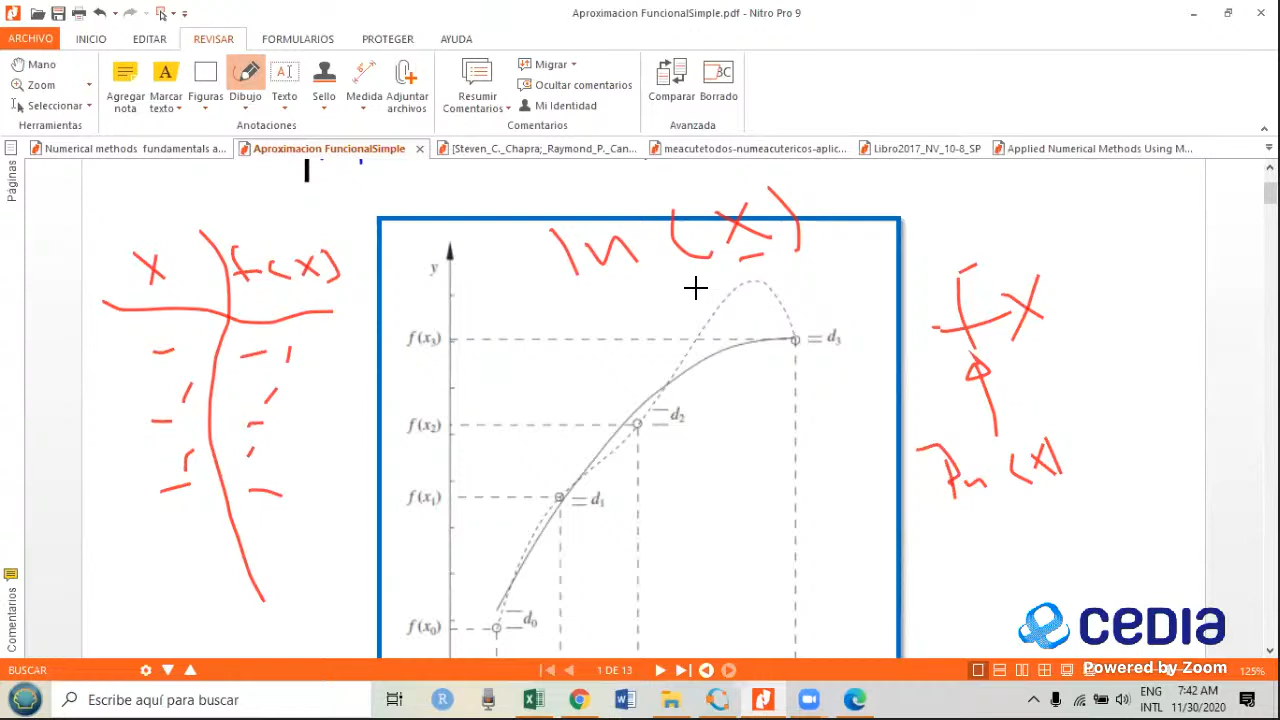 Aproximacion FuncionalSimple.pdf - Nitro Pro 9
ARCHIVO INICIO EDITAR REVISAR FORMULARIOS PROTEGER AYUDA
Mano
Zoom
Seleccionar
Herramientas
Agregar nota
Marcar texto
Figuras
Dibujo
Texto
Sello
Medida
Adjuntar archivos
Anotaciones
Resumir Comentarios
Migrar
Ocultar comentarios
Mi Identidad
Comentarios
Comparar
Borrado
Avanzada
Numerical methods fundamentals a...
Aproximacion FuncionalSimple
[Steven_C._Chapra;_Raymond_P._Can...
meacutetodos-numeacutericos-aplic...
Libro2017_NV_10-8_SP
Applied Numerical Methods Using M...
Páginas
Comentarios
ln (x)
x f(x)
y
f(x₃) d₃
f(x₂) d₂
f(x₁) d₁
f(x₀) d₀
fx
Pn (x)
cedia
Powered by Zoom
BUSCAR
1 DE 13
125%
Escribe aquí para buscar
ENG
INTL
7:42 AM
11/30/2020